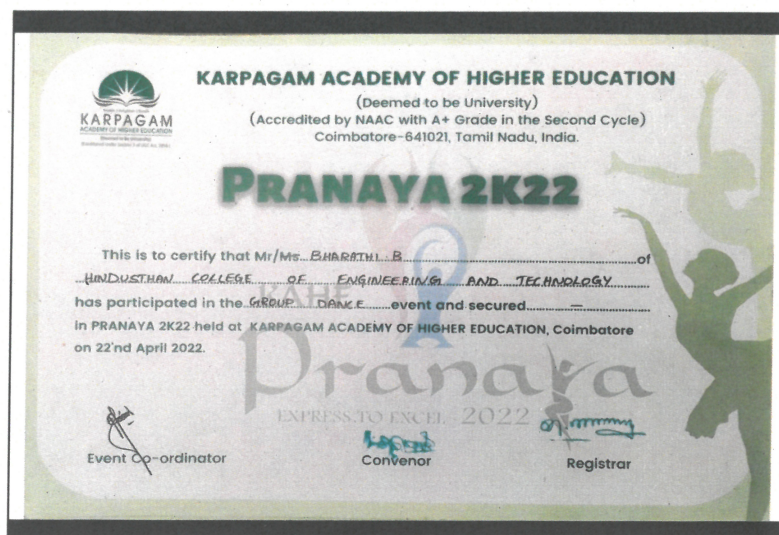 KARPAGAM ACADEMY OF HIGHER EDUCATION
(Deemed to be University)
(Accredited by NAAC with A+ Grade in the Second Cycle)
Coimbatore-641021, Tamil Nadu, India.
KARPAGAM
ACADEMY OF HIGHER EDUCATION
(Deemed to be University)
PRANAYA 2K22
This is to certify that Mr/Ms. BHARATHI. B of
HINDUSTHAN COLLEGE OF ENGINEERING AND TECHNOLOGY
has participated in the GROUP DANCE event and secured —
in PRANAYA 2K22 held at KARPAGAM ACADEMY OF HIGHER EDUCATION, Coimbatore
on 22'nd April 2022.
KAHE
Pranaya
EXPRESS TO EXCEL - 2022
Event Co-ordinator
Convenor
Registrar